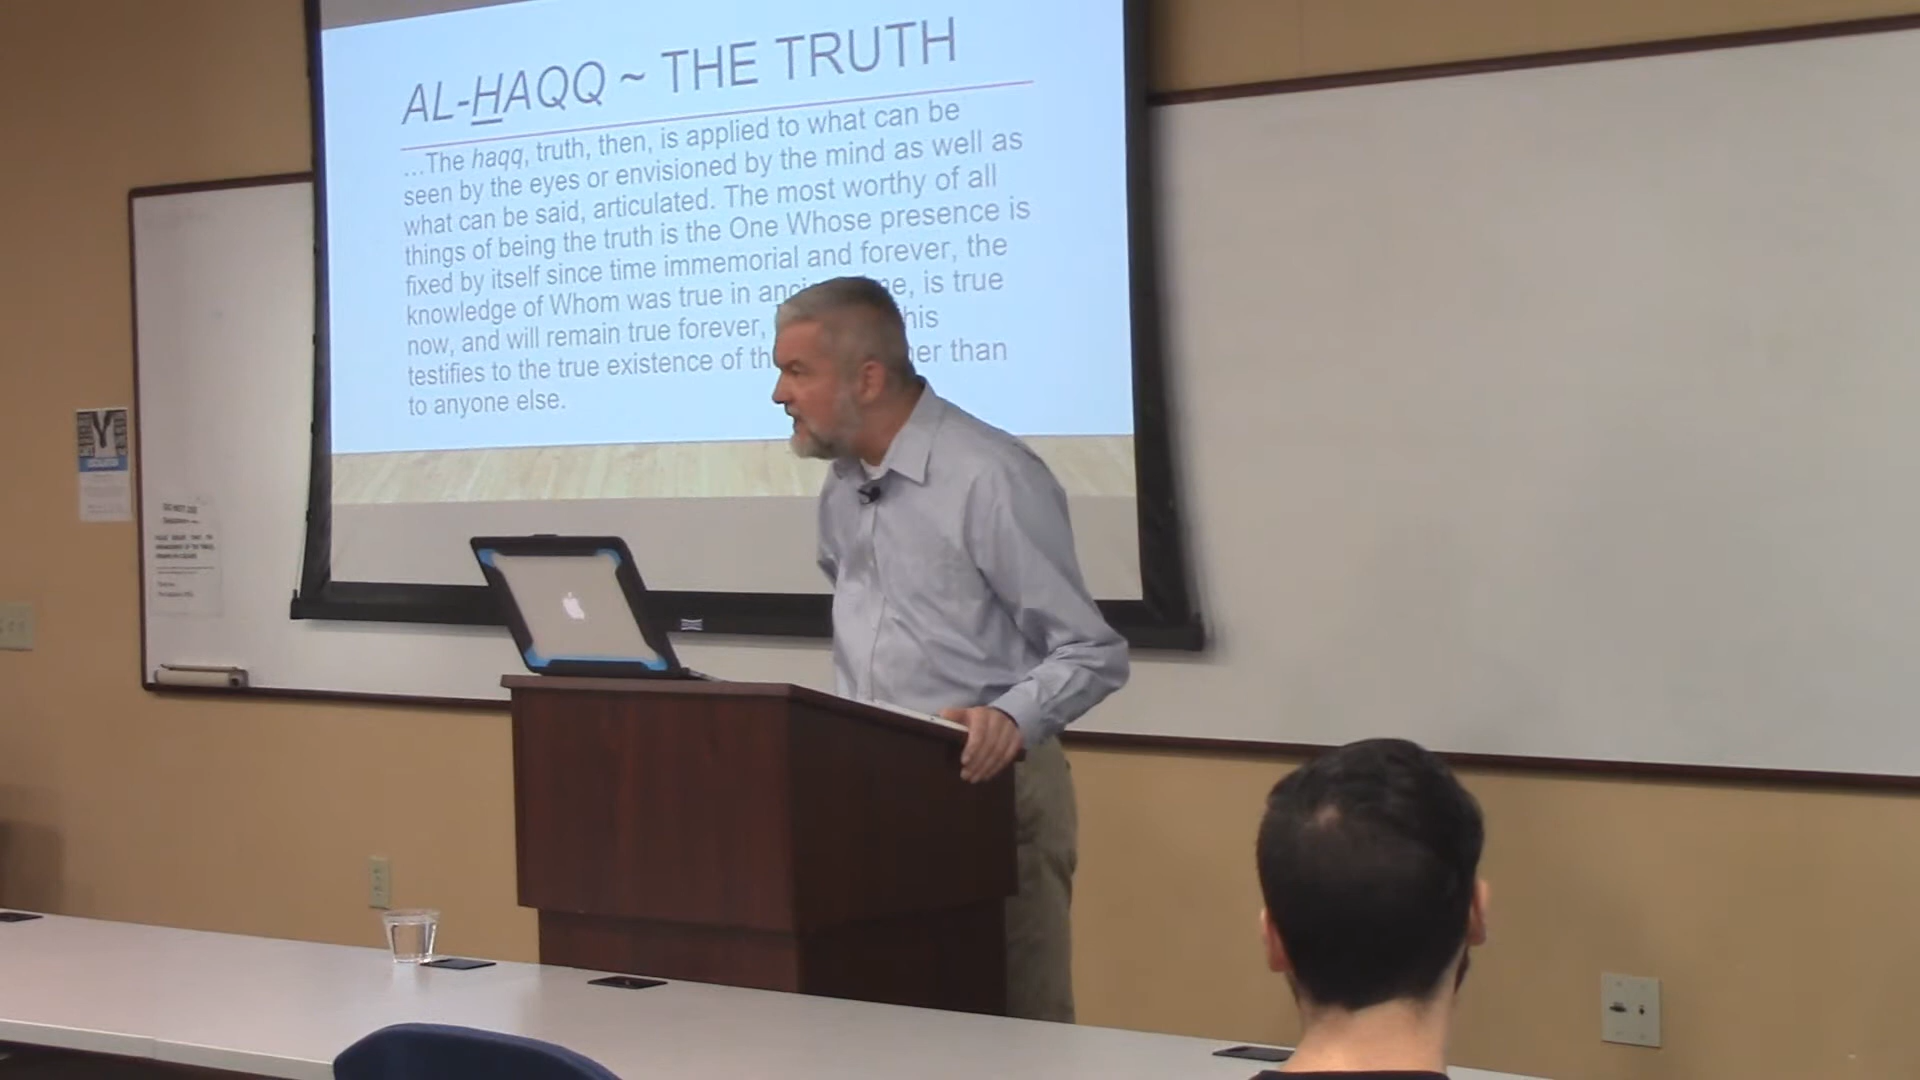 AL-HAQQ ~ THE TRUTH
...The haqq, truth, then, is applied to what can be
seen by the eyes or envisioned by the mind as well as
what can be said, articulated. The most worthy of all
things of being the truth is the One Whose presence is
fixed by itself since time immemorial and forever, the
knowledge of Whom was true in e, is true
now, and will remain true forever, his
testifies to the true existence of th er than
to anyone else.
Y
DO NOT USE